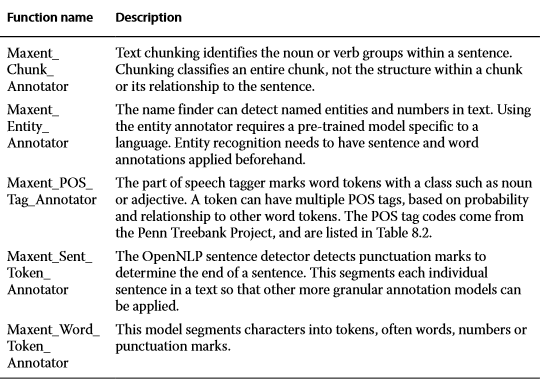 Function name Description
Maxent_ Text chunking identifies the noun or verb groups within a sentence.
Chunk_ Chunking classifies an entire chunk, not the structure within a chunk
Annotator or its relationship to the sentence.
Maxent_ The name finder can detect named entities and numbers in text. Using
Entity_ the entity annotator requires a pre-trained model specific to a
Annotator language. Entity recognition needs to have sentence and word
annotations applied beforehand.
Maxent_POS_ The part of speech tagger marks word tokens with a class such as noun
Tag_Annotator or adjective. A token can have multiple POS tags, based on probability
and relationship to other word tokens. The POS tag codes come from
the Penn Treebank Project, and are listed in Table 8.2.
Maxent_Sent_ The OpenNLP sentence detector detects punctuation marks to
Token_ determine the end of a sentence. This segments each individual
Annotator sentence in a text so that other more granular annotation models can
be applied.
Maxent_Word_ This model segments characters into tokens, often words, numbers or
Token_ punctuation marks.
Annotator